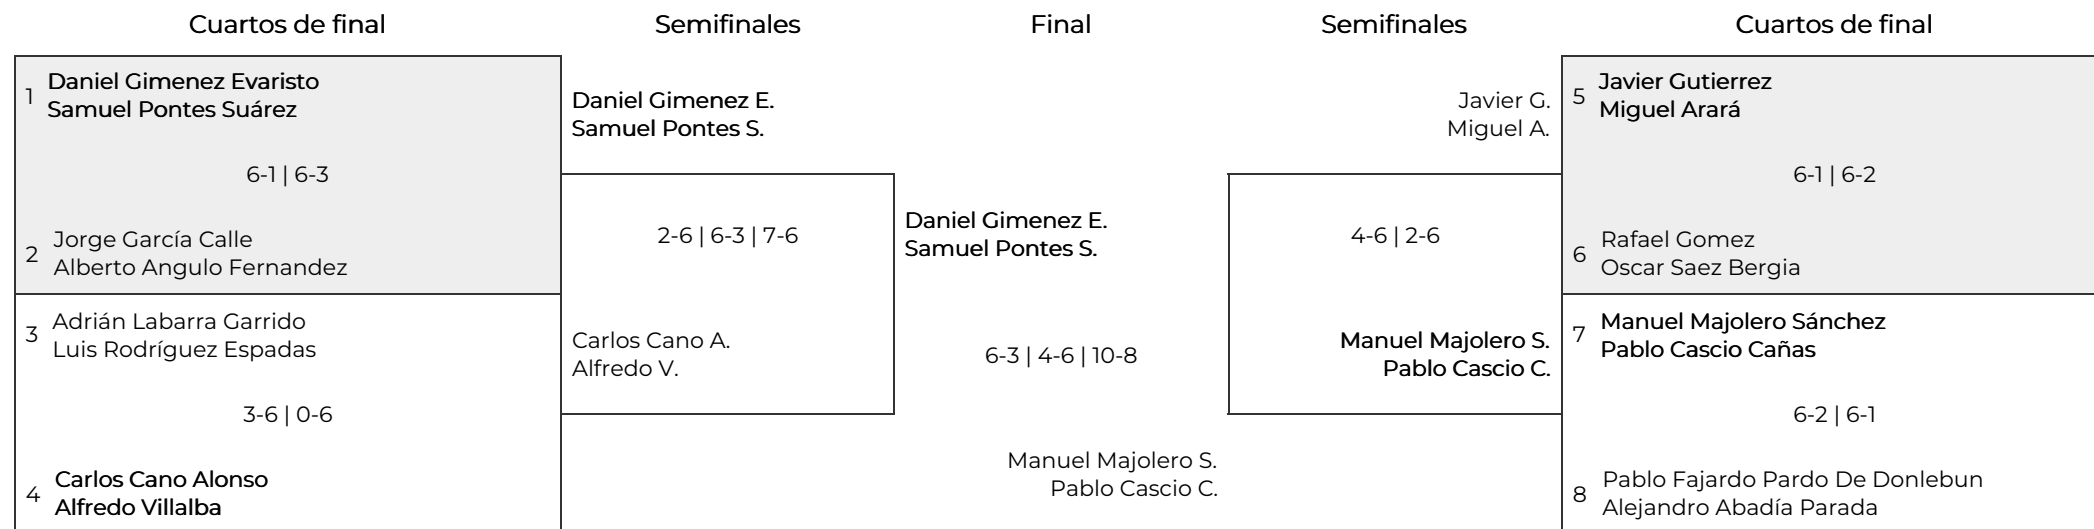 Cuartos de final
Semifinales
Final
Semifinales
Cuartos de final
1
Daniel Gimenez Evaristo
Samuel Pontes Suárez
6-1 | 6-3
2
Jorge García Calle
Alberto Angulo Fernandez
3
Adrián Labarra Garrido
Luis Rodríguez Espadas
3-6 | 0-6
4
Carlos Cano Alonso
Alfredo Villalba
Daniel Gimenez E.
Samuel Pontes S.
2-6 | 6-3 | 7-6
Carlos Cano A.
Alfredo V.
Daniel Gimenez E.
Samuel Pontes S.
6-3 | 4-6 | 10-8
Manuel Majolero S.
Pablo Cascio C.
Javier G.
Miguel A.
4-6 | 2-6
Manuel Majolero S.
Pablo Cascio C.
5
Javier Gutierrez
Miguel Arará
6-1 | 6-2
6
Rafael Gomez
Oscar Saez Bergia
7
Manuel Majolero Sánchez
Pablo Cascio Cañas
6-2 | 6-1
8
Pablo Fajardo Pardo De Donlebun
Alejandro Abadía Parada